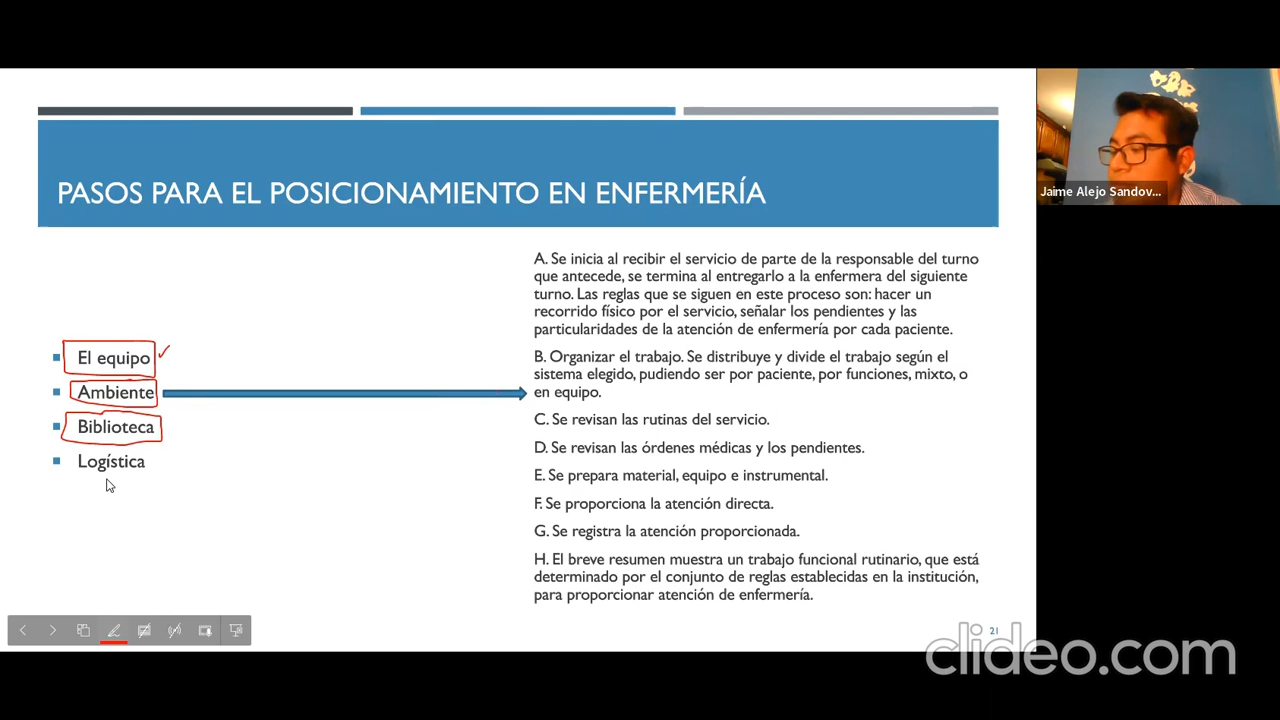 PASOS PARA EL POSICIONAMIENTO EN ENFERMERÍA
El equipo
Ambiente
Biblioteca
Logística
A. Se inicia al recibir el servicio de parte de la responsable del turno
que antecede, se termina al entregarlo a la enfermera del siguiente
turno. Las reglas que se siguen en este proceso son: hacer un
recorrido físico por el servicio, señalar los pendientes y las
particularidades de la atención de enfermería por cada paciente.
B. Organizar el trabajo. Se distribuye y divide el trabajo según el
sistema elegido, pudiendo ser por paciente, por funciones, mixto, o
en equipo.
C. Se revisan las rutinas del servicio.
D. Se revisan las órdenes médicas y los pendientes.
E. Se prepara material, equipo e instrumental.
F. Se proporciona la atención directa.
G. Se registra la atención proporcionada.
H. El breve resumen muestra un trabajo funcional rutinario, que está
determinado por el conjunto de reglas establecidas en la institución,
para proporcionar atención de enfermería.
21
Jaime Alejo Sandov...
clideo.com